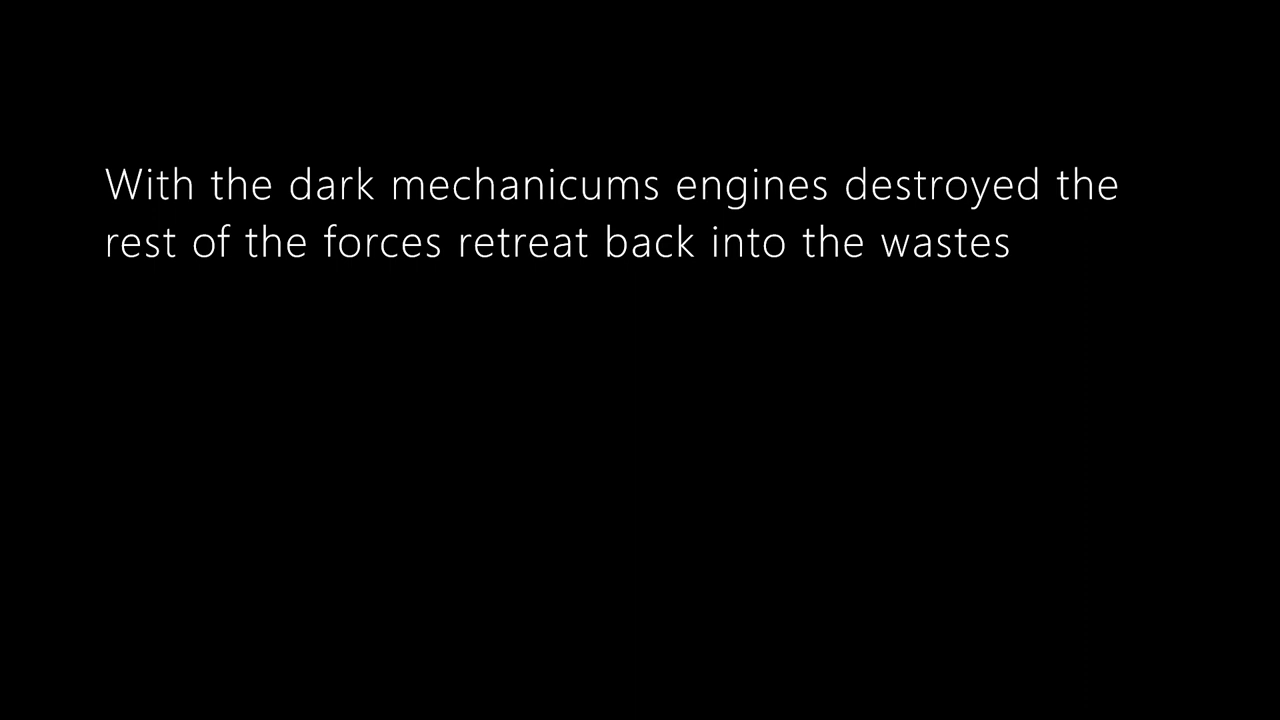 With the dark mechanicums engines destroyed the
rest of the forces retreat back into the wastes